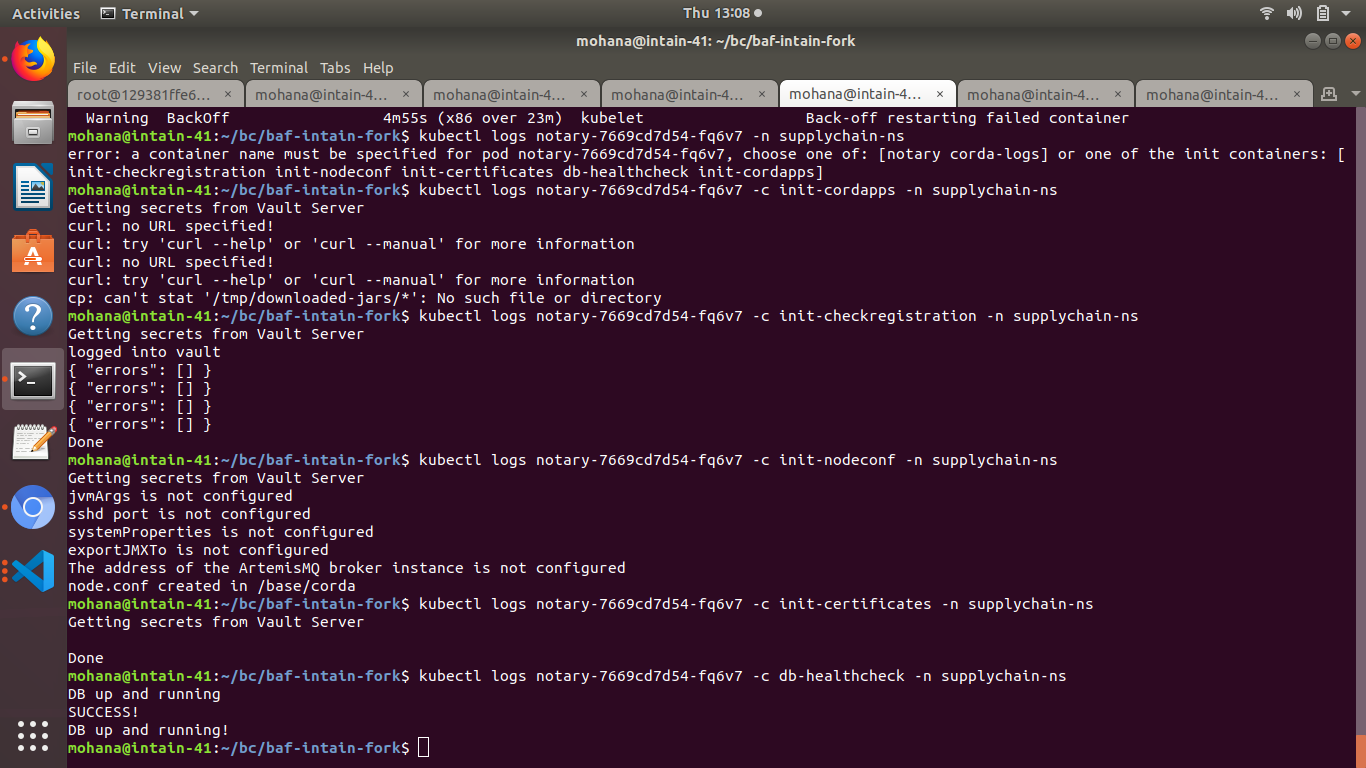 Activities Terminal Thu 13:08
mohana@intain-41: ~/bc/baf-intain-fork
File Edit View Search Terminal Tabs Help
root@129381ffe6... × mohana@intain-4... × mohana@intain-4... × mohana@intain-4... × mohana@intain-4... × mohana@intain-4... × mohana@intain-4... ×
Warning BackOff 4m55s (x86 over 23m) kubelet Back-off restarting failed container
mohana@intain-41:~/bc/baf-intain-fork$ kubectl logs notary-7669cd7d54-fq6v7 -n supplychain-ns
error: a container name must be specified for pod notary-7669cd7d54-fq6v7, choose one of: [notary corda-logs] or one of the init containers: [
init-checkregistration init-nodeconf init-certificates db-healthcheck init-cordapps]
mohana@intain-41:~/bc/baf-intain-fork$ kubectl logs notary-7669cd7d54-fq6v7 -c init-cordapps -n supplychain-ns
Getting secrets from Vault Server
curl: no URL specified!
curl: try 'curl --help' or 'curl --manual' for more information
curl: no URL specified!
curl: try 'curl --help' or 'curl --manual' for more information
cp: can't stat '/tmp/downloaded-jars/*': No such file or directory
mohana@intain-41:~/bc/baf-intain-fork$ kubectl logs notary-7669cd7d54-fq6v7 -c init-checkregistration -n supplychain-ns
Getting secrets from Vault Server
logged into vault
{ "errors": [] }
{ "errors": [] }
{ "errors": [] }
{ "errors": [] }
Done
mohana@intain-41:~/bc/baf-intain-fork$ kubectl logs notary-7669cd7d54-fq6v7 -c init-nodeconf -n supplychain-ns
Getting secrets from Vault Server
jvmArgs is not configured
sshd port is not configured
systemProperties is not configured
exportJMXTo is not configured
The address of the ArtemisMQ broker instance is not configured
node.conf created in /base/corda
mohana@intain-41:~/bc/baf-intain-fork$ kubectl logs notary-7669cd7d54-fq6v7 -c init-certificates -n supplychain-ns
Getting secrets from Vault Server
Done
mohana@intain-41:~/bc/baf-intain-fork$ kubectl logs notary-7669cd7d54-fq6v7 -c db-healthcheck -n supplychain-ns
DB up and running
SUCCESS!
DB up and running!
mohana@intain-41:~/bc/baf-intain-fork$